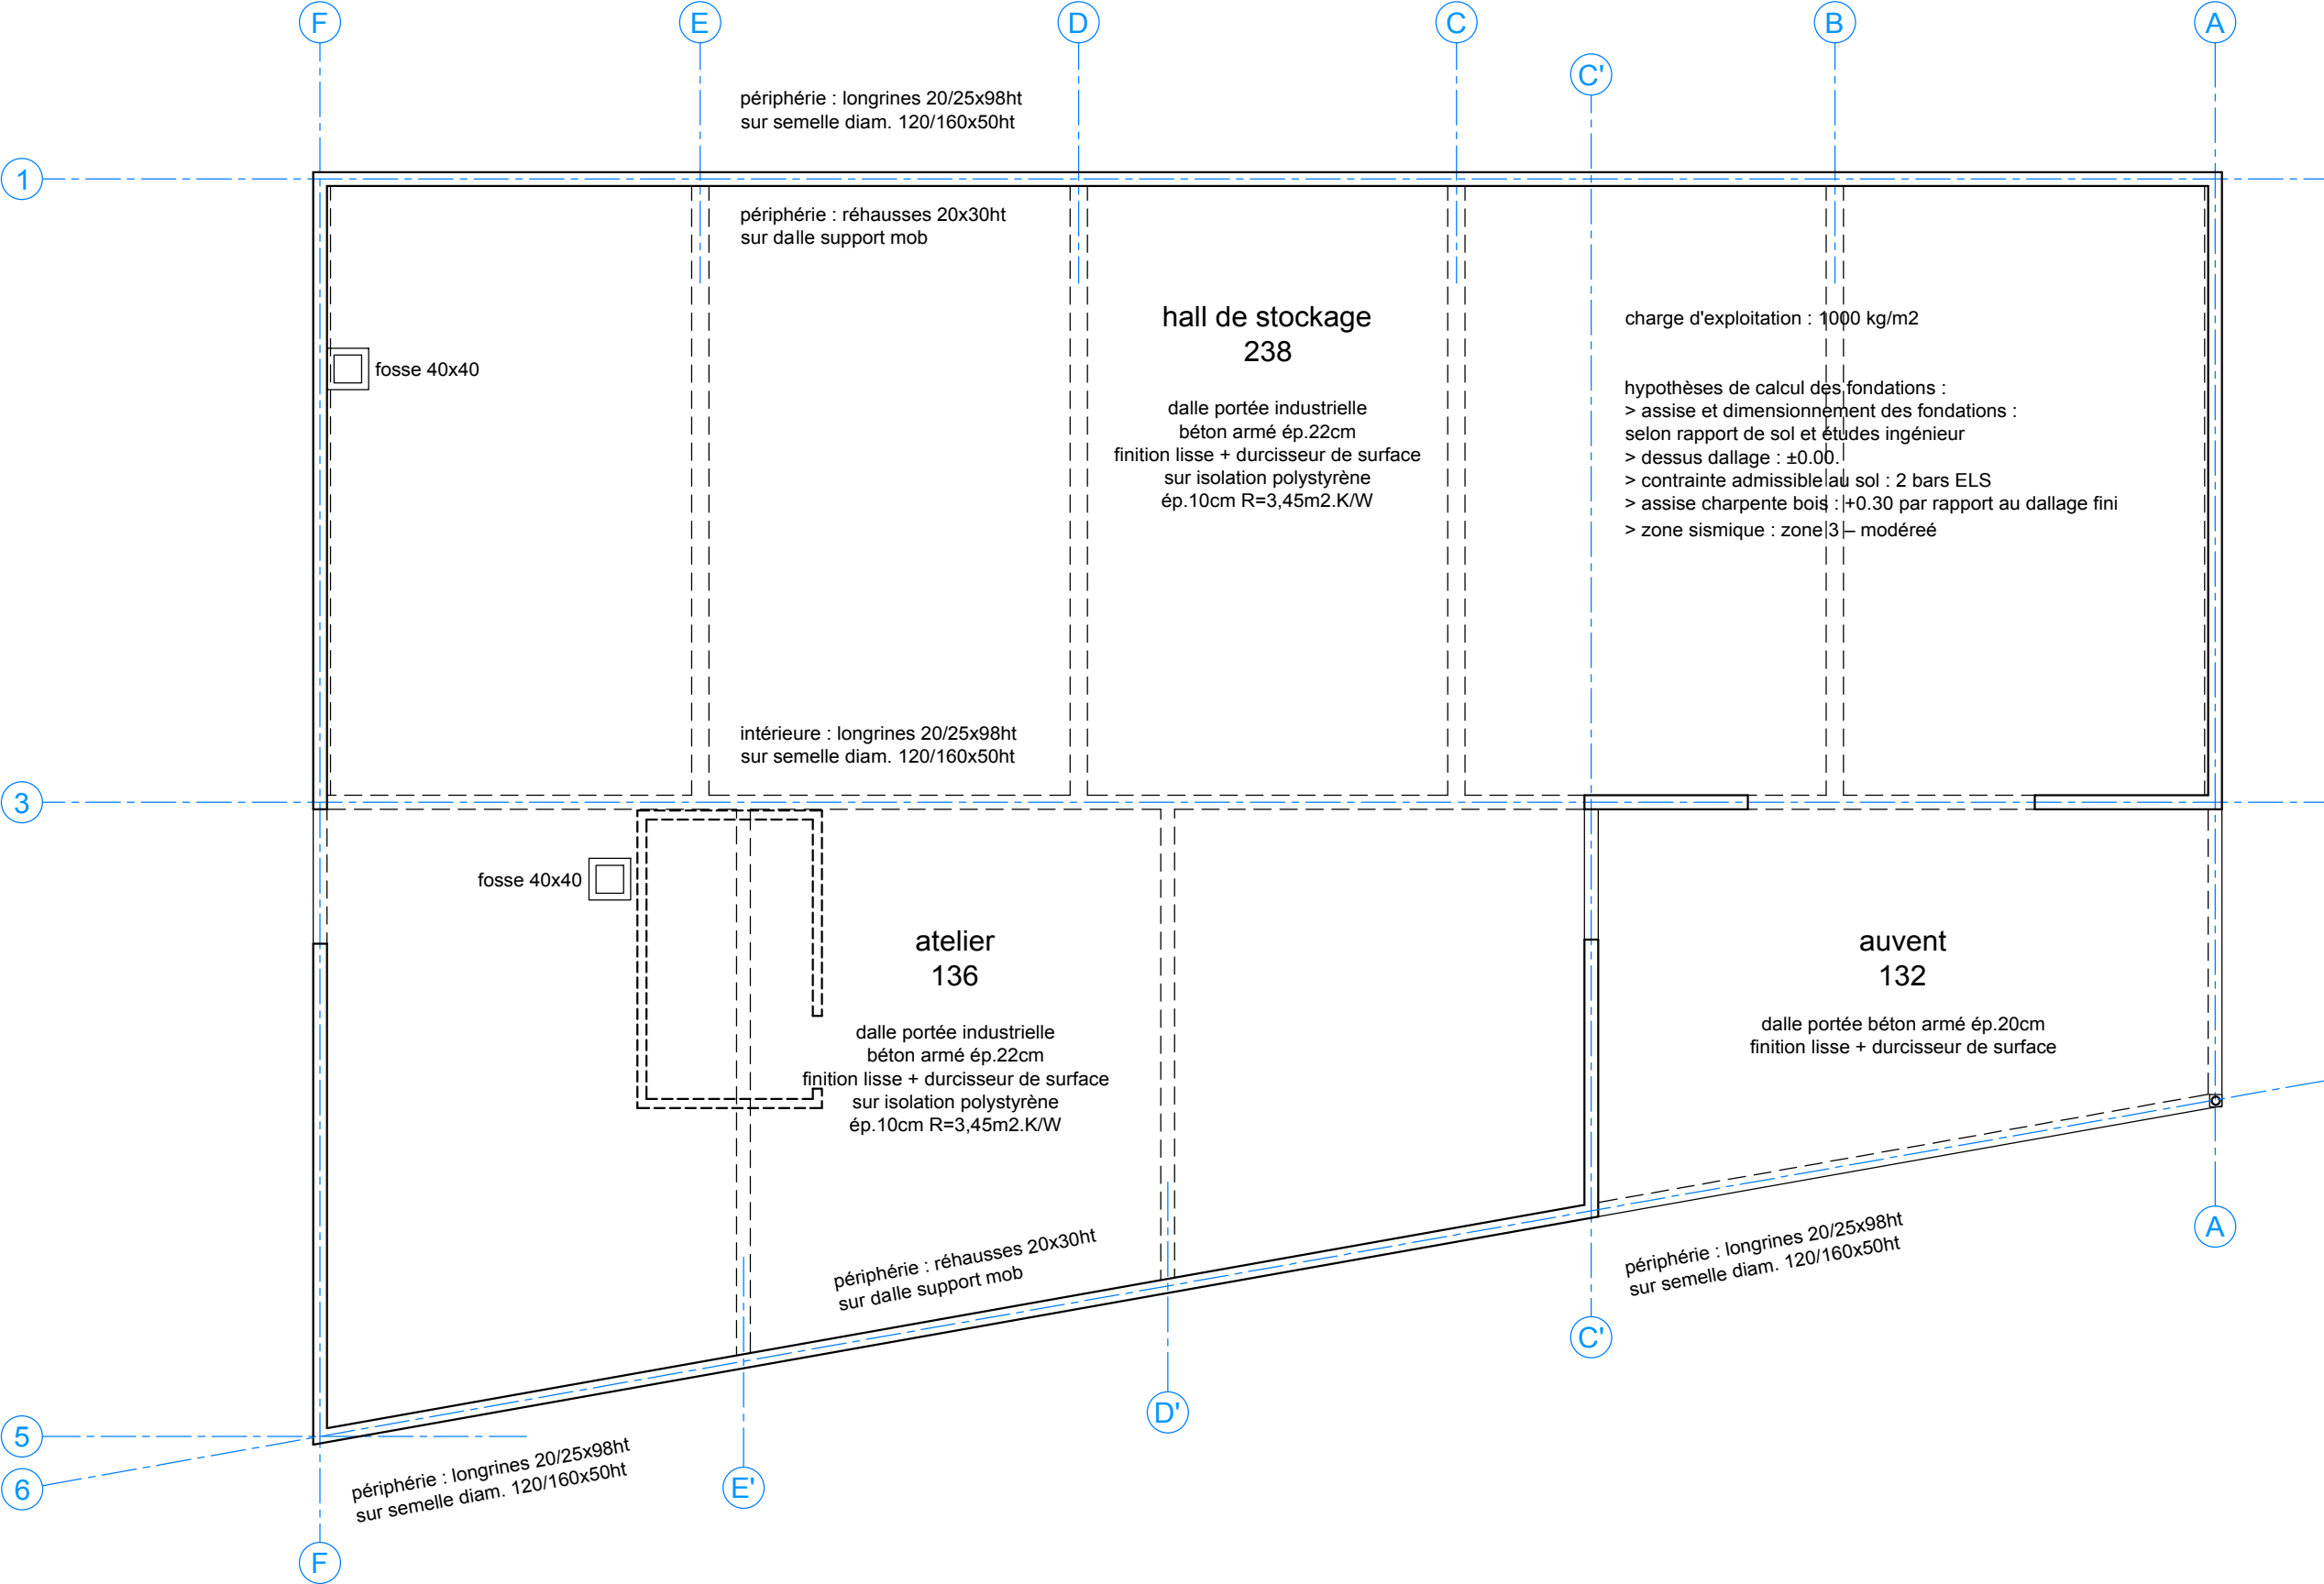 F
E
D
C
B
A
C'
périphérie : longrines 20/25x98ht
sur semelle diam. 120/160x50ht
1
périphérie : réhausses 20x30ht
sur dalle support mob
hall de stockage
238
charge d'exploitation : 1000 kg/m2
fosse 40x40
dalle portée industrielle
béton armé ép.22cm
finition lisse + durcisseur de surface
sur isolation polystyrène
ép.10cm R=3,45m2.K/W
hypothèses de calcul des fondations :
> assise et dimensionnement des fondations :
selon rapport de sol et études ingénieur
> dessus dallage : ±0.00.
> contrainte admissible au sol : 2 bars ELS
> assise charpente bois : +0.30 par rapport au dallage fini
> zone sismique : zone 3 – modéreé
intérieure : longrines 20/25x98ht
sur semelle diam. 120/160x50ht
3
fosse 40x40
atelier
136
dalle portée industrielle
béton armé ép.22cm
finition lisse + durcisseur de surface
sur isolation polystyrène
ép.10cm R=3,45m2.K/W
auvent
132
dalle portée béton armé ép.20cm
finition lisse + durcisseur de surface
périphérie : réhausses 20x30ht
sur dalle support mob
périphérie : longrines 20/25x98ht
sur semelle diam. 120/160x50ht
A
C'
D'
5
6
périphérie : longrines 20/25x98ht
sur semelle diam. 120/160x50ht
E'
F